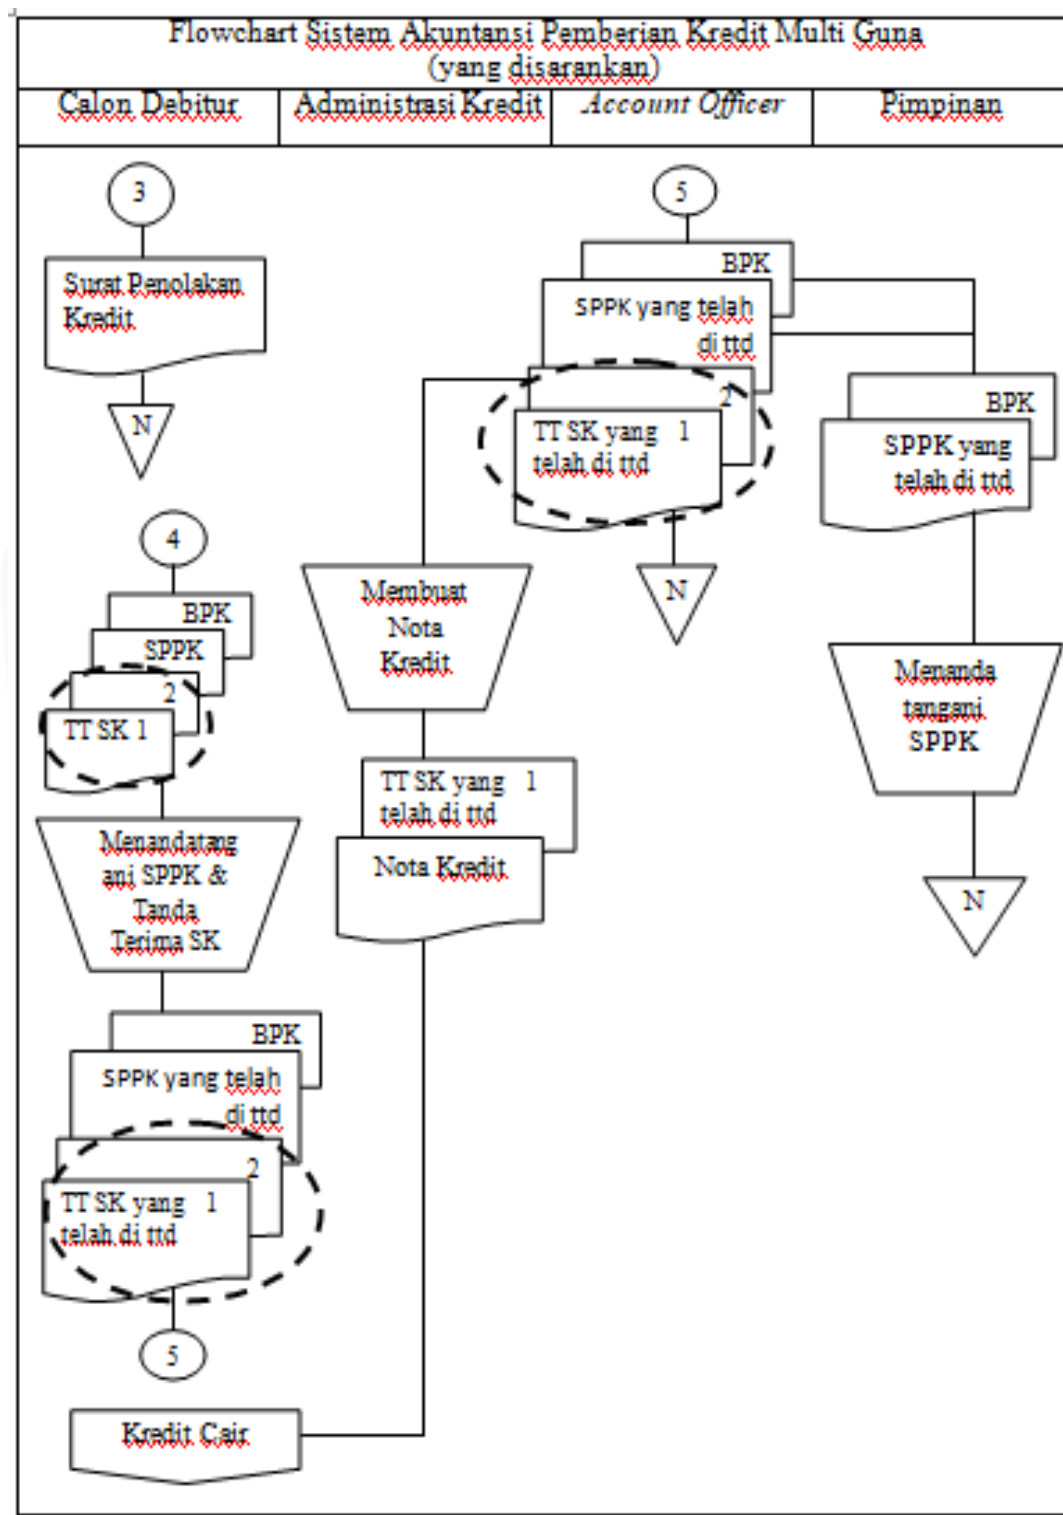 Flowchart Sistem Akuntansi Pemberian Kredit Multi Guna
(yang disarankan)
Calon Debitur
Administrasi Kredit
Account Officer
Pimpinan
3
Surat Penolakan
Kredit
N
4
BPK
SPPK
2
TT SK 1
Menandatang
ani SPPK &
Tanda
Terima SK
BPK
SPPK yang telah
di ttd
2
TT SK yang 1
telah di ttd
5
Kredit Cair
Membuat
Nota
Kredit
TT SK yang 1
telah di ttd
Nota Kredit
5
BPK
SPPK yang telah
di ttd
2
TT SK yang 1
telah di ttd
N
BPK
SPPK yang
telah di ttd
Menanda
tangani
SPPK
N